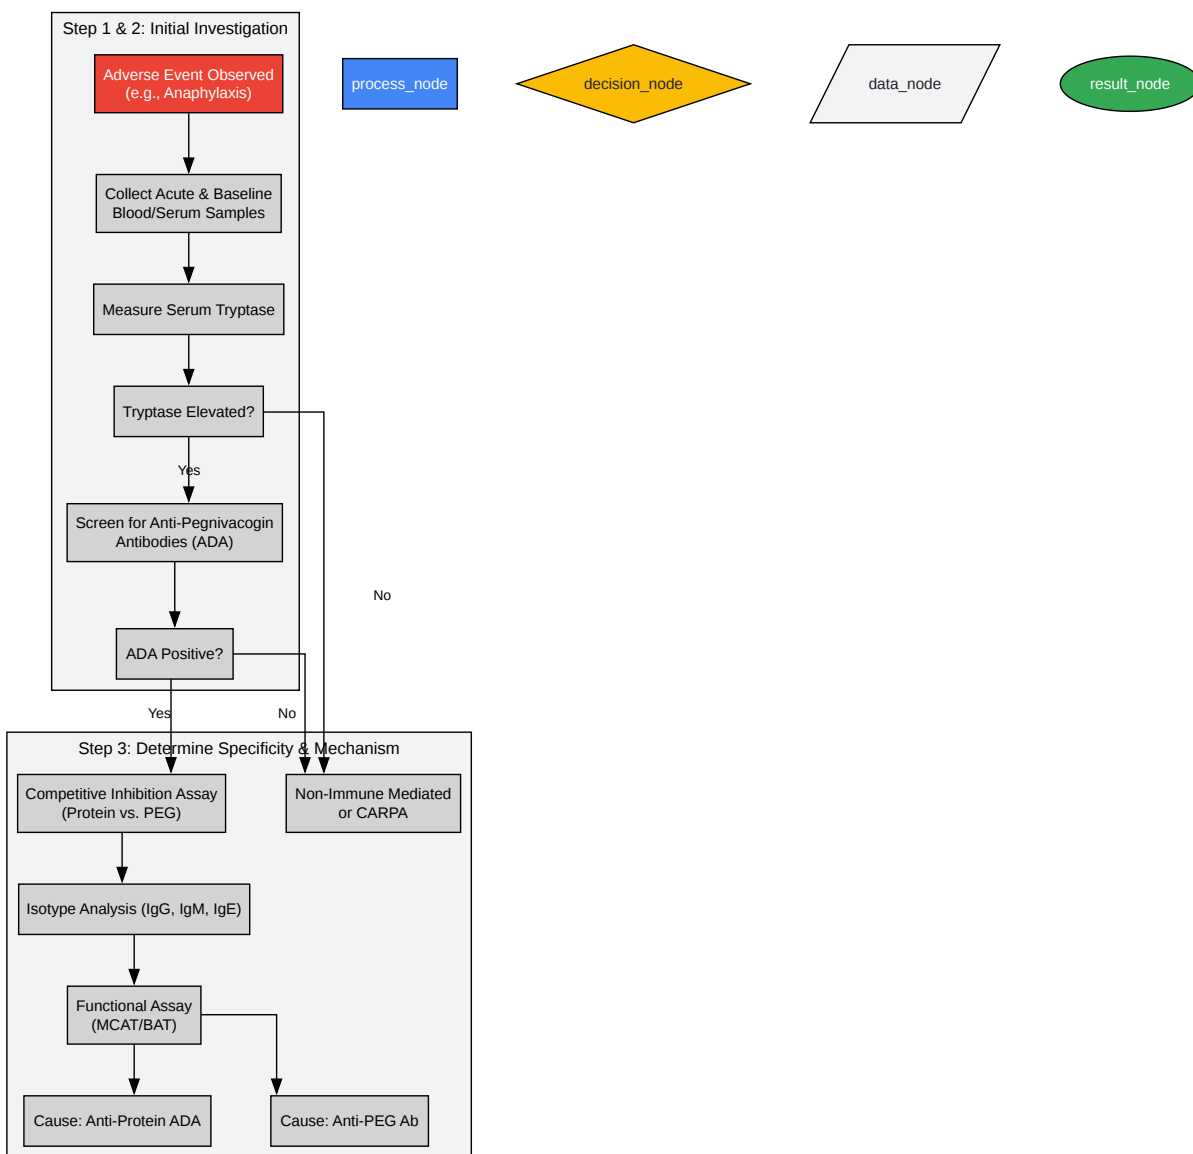 Step 1 & 2: Initial Investigation
Adverse Event Observed
(e.g., Anaphylaxis)
process_node
decision_node
data_node
result_node
Collect Acute & Baseline
Blood/Serum Samples
Measure Serum Tryptase
Tryptase Elevated?
Yes
Screen for Anti-Pegnivacogin
Antibodies (ADA)
No
ADA Positive?
Yes
No
Step 3: Determine Specificity & Mechanism
Competitive Inhibition Assay
(Protein vs. PEG)
Non-Immune Mediated
or CARPA
Isotype Analysis (IgG, IgM, IgE)
Functional Assay
(MCAT/BAT)
Cause: Anti-Protein ADA
Cause: Anti-PEG Ab